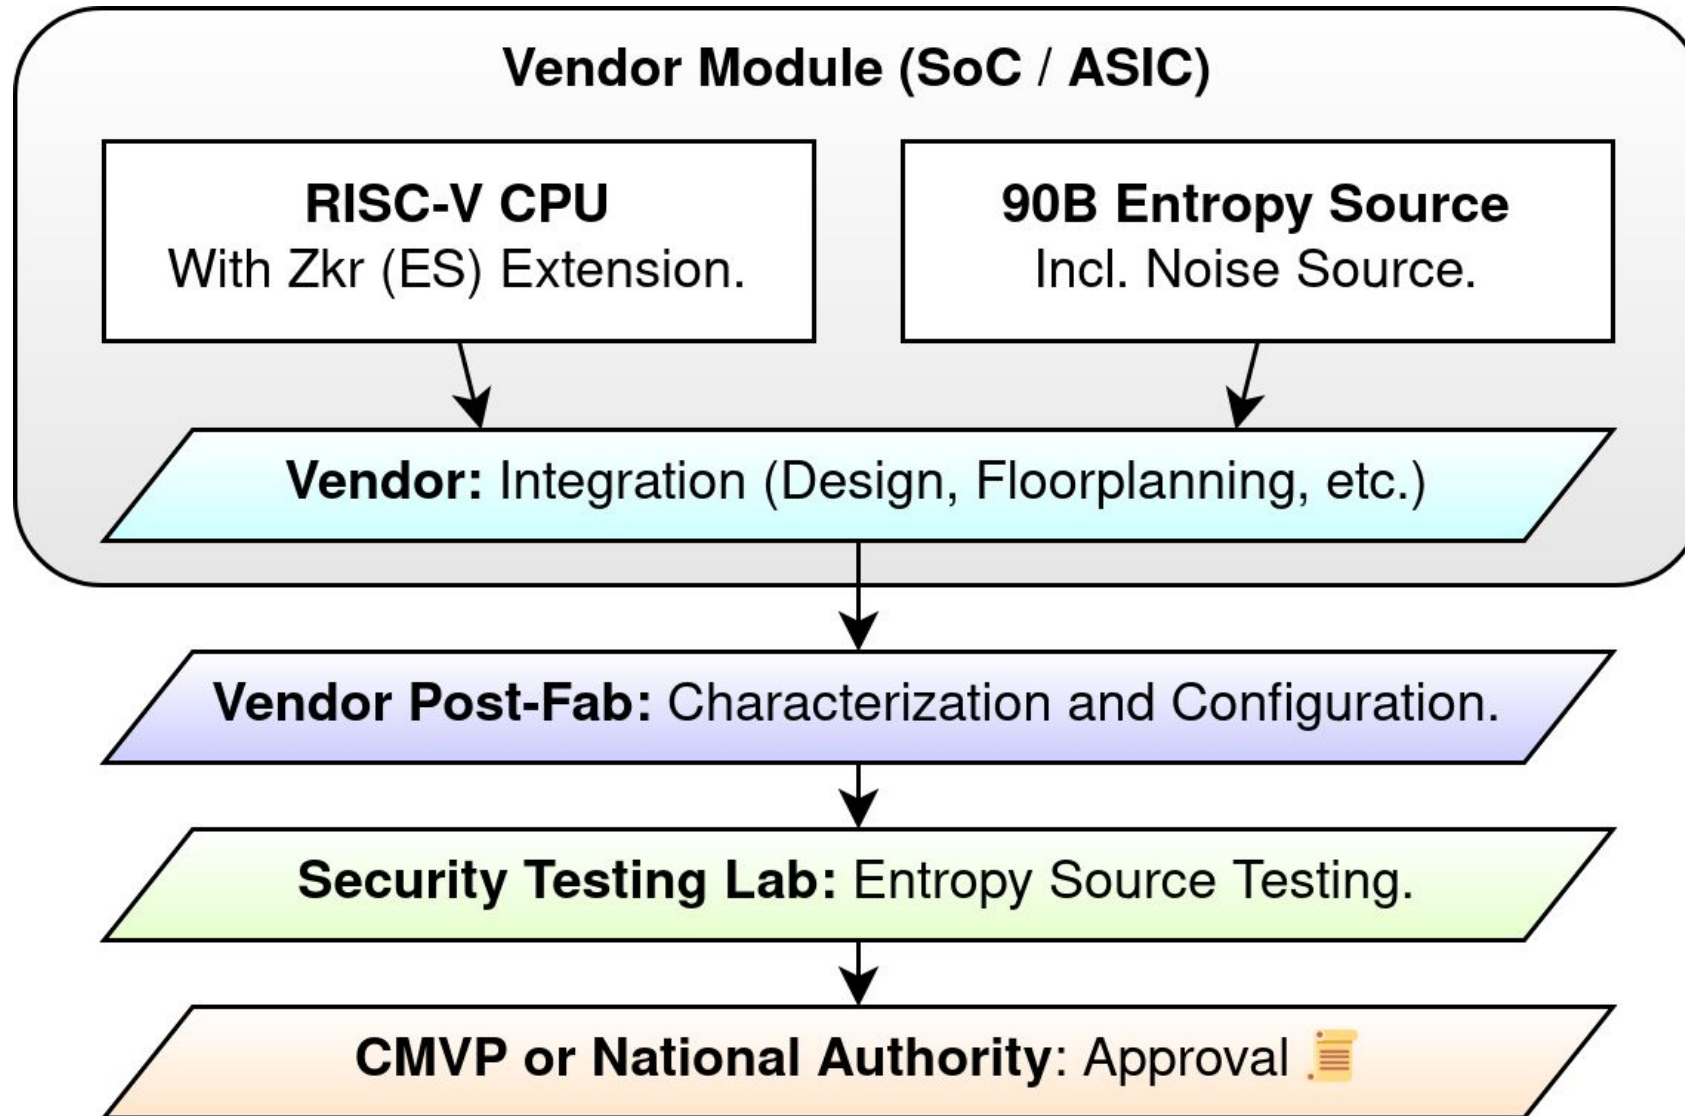 Vendor Module (SoC / ASIC)
RISC-V CPU
With Zkr (ES) Extension.
90B Entropy Source
Incl. Noise Source.
Vendor: Integration (Design, Floorplanning, etc.)
Vendor Post-Fab: Characterization and Configuration.
Security Testing Lab: Entropy Source Testing.
CMVP or National Authority: Approval 📜